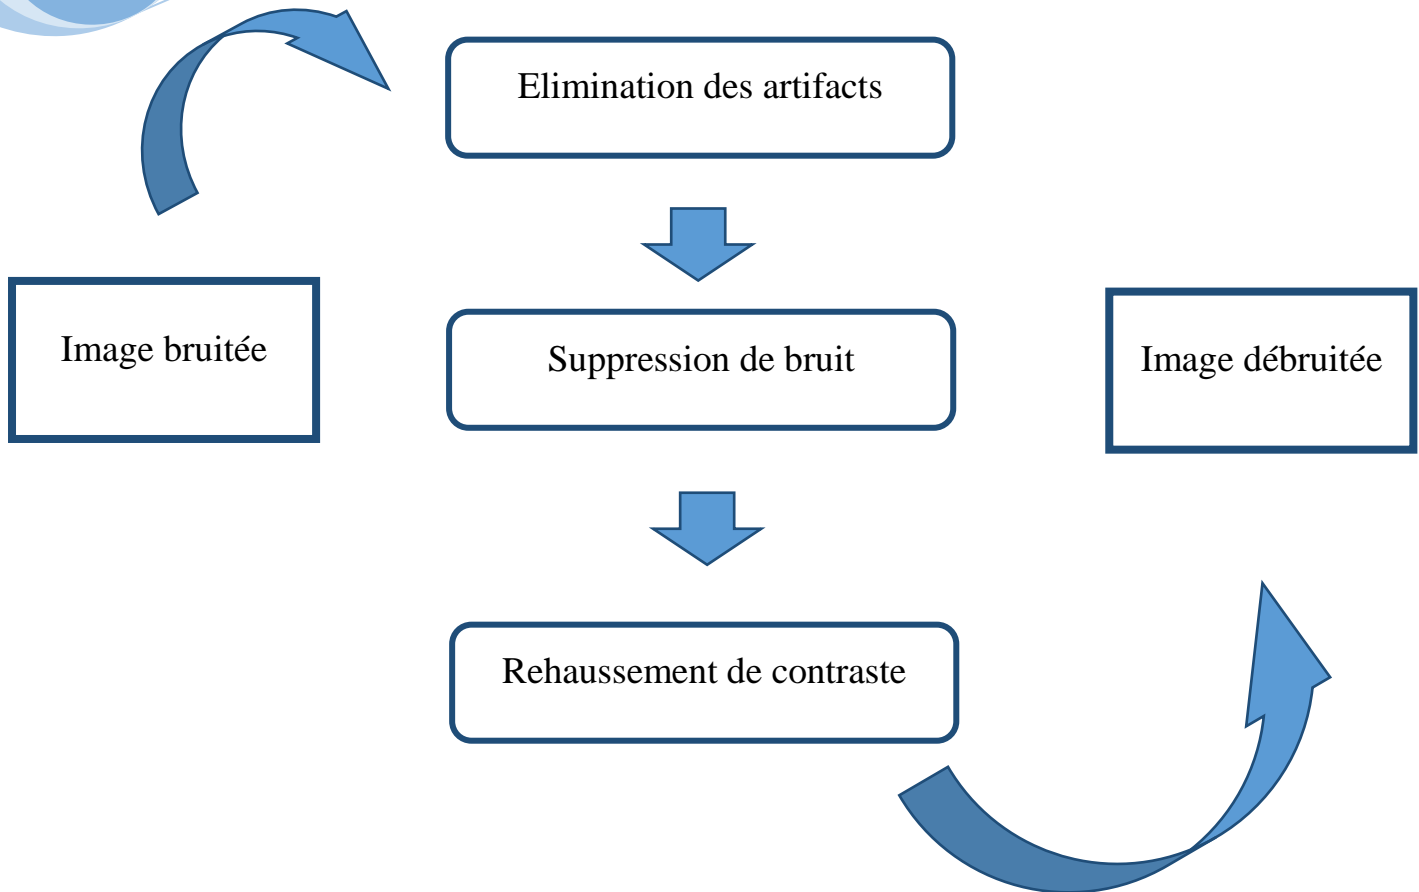 Elimination des artifacts
Image bruitée
Suppression de bruit
Image débruitée
Rehaussement de contraste